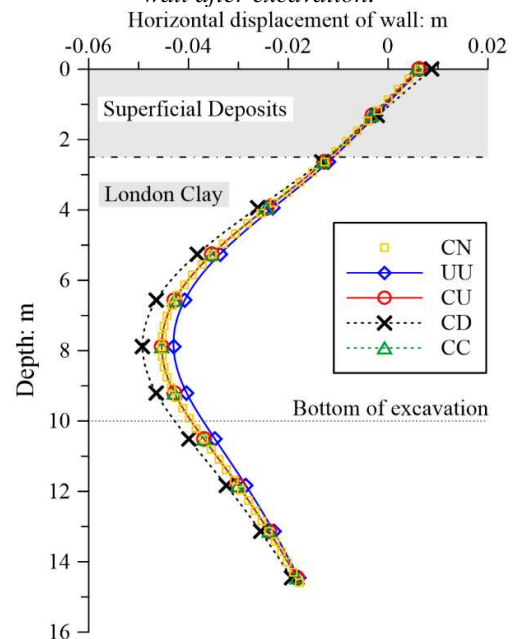 wall after excavation.
Horizontal displacement of wall: m
-0.06 -0.04 -0.02 0 0.02
0
Superficial Deposits
2
London Clay
4
CN
UU
CU
CD
CC
6
Depth: m
8
Bottom of excavation
10
12
14
16